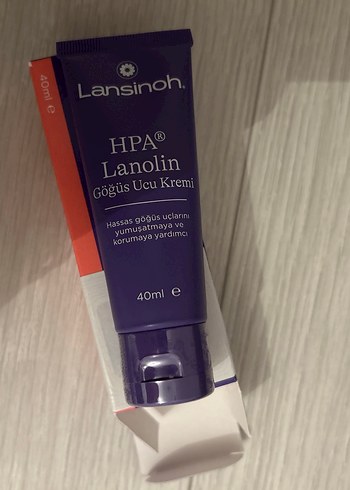 40ml ℮
Lansinoh®
HPA®
Lanolin
Göğüs Ucu Kremi
Hassas göğüs uçlarını
yumuşatmaya ve
korumaya yardımcı
40ml ℮